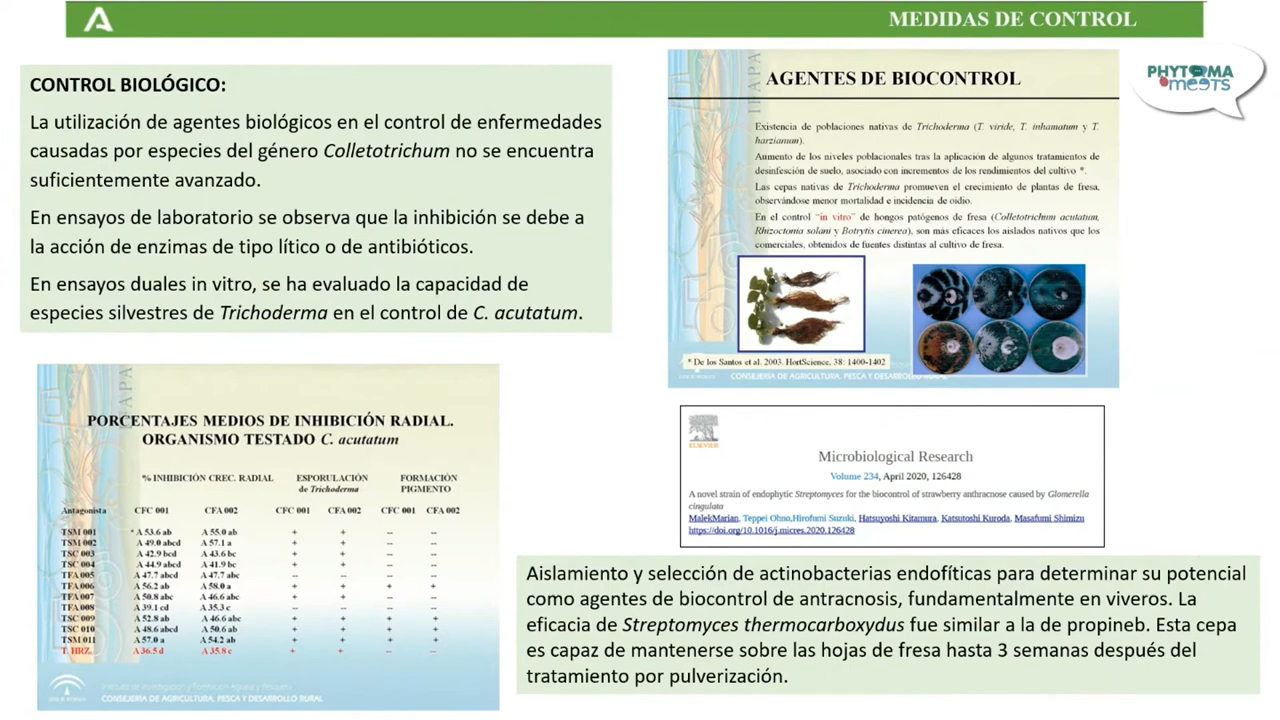 MEDIDAS DE CONTROL
PHYTOMA
meets
CONTROL BIOLÓGICO:
La utilización de agentes biológicos en el control de enfermedades
causadas por especies del género Colletotrichum no se encuentra
suficientemente avanzado.
En ensayos de laboratorio se observa que la inhibición se debe a
la acción de enzimas de tipo lítico o de antibióticos.
En ensayos duales in vitro, se ha evaluado la capacidad de
especies silvestres de Trichoderma en el control de C. acutatum.
IFAPA
AGENTES DE BIOCONTROL
Existencia de poblaciones nativas de Trichoderma (T. viride, T. inhamatum y T.
harzianum).
Aumento de los niveles poblacionales tras la aplicación de algunos tratamientos de
desinfección de suelo, asociado con incrementos de los rendimientos del cultivo *.
Las cepas nativas de Trichoderma promueven el crecimiento de plantas de fresa,
observándose menor mortalidad e incidencia de oídio.
En el control "in vitro" de hongos patógenos de fresa (Colletotrichum acutatum,
Rhizoctonia solani y Botrytis cinerea), son más eficaces los aislados nativos que los
comerciales, obtenidos de fuentes distintas al cultivo de fresa.
* De los Santos et al. 2003. HortScience, 38: 1400-1402
CONSEJERÍA DE AGRICULTURA, PESCA Y DESARROLLO RURAL
IFAPA
PORCENTAJES MEDIOS DE INHIBICIÓN RADIAL.
ORGANISMO TESTADO C. acutatum
% INHIBICIÓN CREC. RADIAL ESPORULACIÓN FORMACIÓN
de Trichoderma PIGMENTO
Antagonista CFC 001 CFA 002 CFC 001 CFA 002 CFC 001 CFA 002
TSM 001 * A 53.6 ab A 55.0 ab + + -- --
TSM 002 A 49.0 abcd A 57.1 a + + -- --
TSC 003 A 42.9 bcd A 43.6 bc + + -- --
TSC 004 A 44.9 bcd A 41.9 bc + + -- --
TFA 005 A 47.7 abcd A 47.7 abc -- -- -- --
TFA 006 A 56.2 ab A 58.0 a + + + +
TFA 007 A 50.8 abc A 46.6 abc + + -- --
TFA 008 A 39.1 cd A 35.3 c -- -- -- --
TSC 009 A 52.8 ab A 46.6 abc + + + +
TSC 010 A 48.6 abcd A 50.6 ab + + + +
TSM 011 A 57.0 a A 54.2 ab + + + +
T. HRZ. A 36.5 d A 35.8 c + + -- --
Instituto de Investigación y Formación Agraria y Pesquera
CONSEJERÍA DE AGRICULTURA, PESCA Y DESARROLLO RURAL
ELSEVIER
Microbiological Research
Volume 234, April 2020, 126428
A novel strain of endophytic Streptomyces for the biocontrol of strawberry anthracnose caused by Glomerella
cingulata
MalekMarian, Teppei Ohno,Hirofumi Suzuki, Hatsuyoshi Kitamura, Katsutoshi Kuroda, Masafumi Shimizu
https://doi.org/10.1016/j.micres.2020.126428
Aislamiento y selección de actinobacterias endofíticas para determinar su potencial
como agentes de biocontrol de antracnosis, fundamentalmente en viveros. La
eficacia de Streptomyces thermocarboxydus fue similar a la de propineb. Esta cepa
es capaz de mantenerse sobre las hojas de fresa hasta 3 semanas después del
tratamiento por pulverización.